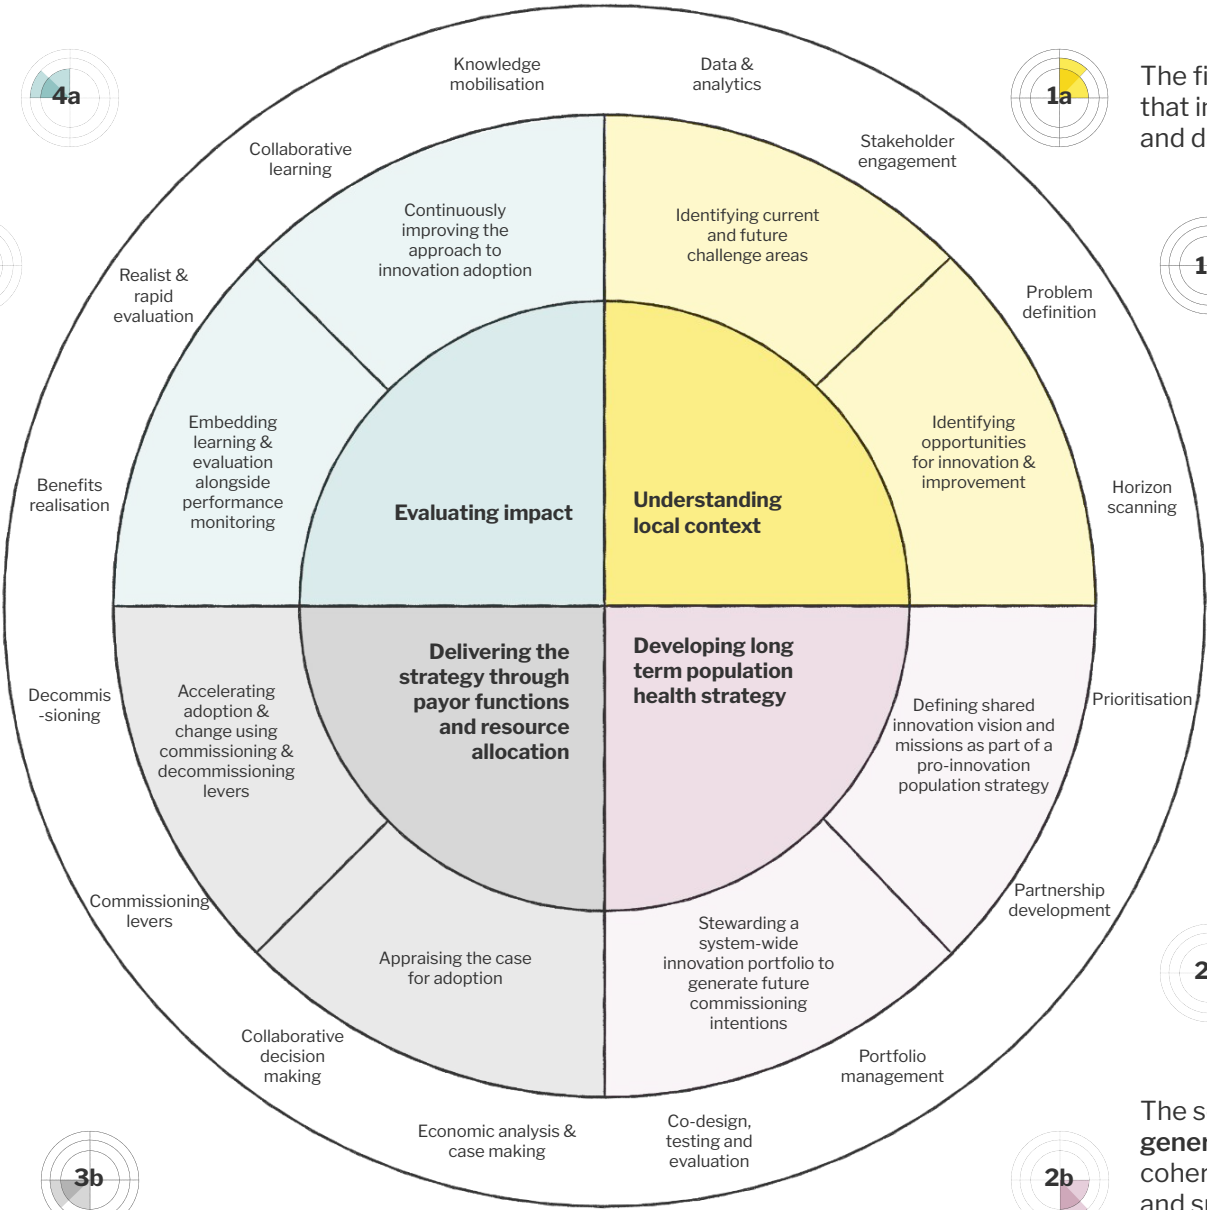 Knowledge
mobilisation
Data &
analytics
4a
1a
The fi
that i
and d
Collaborative
learning
Stakeholder
engagement
Continuously
improving the
approach to
innovation adoption
Identifying current
and future
challenge areas
1
Realist &
rapid
evaluation
Problem
definition
Embedding
learning &
evaluation
alongside
performance
monitoring
Identifying
opportunities
for innovation &
improvement
Benefits
realisation
Horizon
scanning
Evaluating impact
Understanding
local context
Delivering the
strategy through
payor functions
and resource
allocation
Developing long
term population
health strategy
Decommis
-sioning
Accelerating
adoption &
change using
commissioning &
decommissioning
levers
Defining shared
innovation vision and
missions as part of a
pro-innovation
population strategy
Prioritisation
Commissioning
levers
Partnership
development
Appraising the case
for adoption
Stewarding a
system-wide
innovation portfolio to
generate future
commissioning
intentions
2
Collaborative
decision
making
Portfolio
management
Economic analysis &
case making
Co-design,
testing and
evaluation
3b
2b
The s
gener
coher
and s